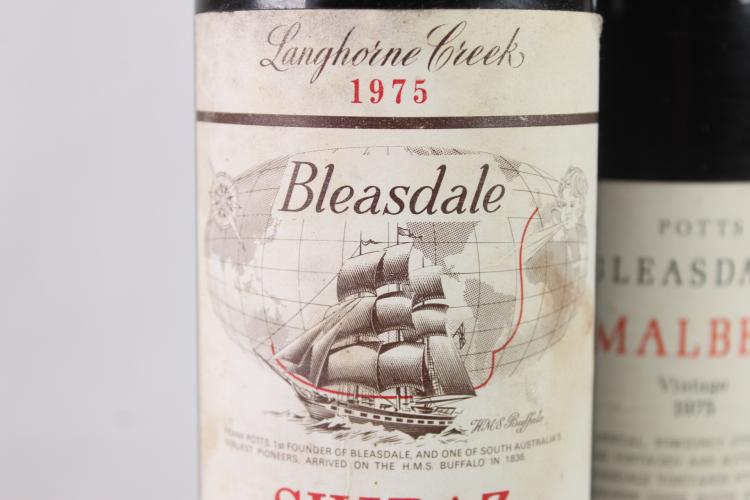 Langhorne Creek
1975
Bleasdale
H.M.S Buffalo
FRANK POTTS, 1st FOUNDER OF BLEASDALE, AND ONE OF SOUTH AUSTRALIA'S
EARLIEST PIONEERS, ARRIVED ON THE H.M.S. BUFFALO IN 1836
SHIRAZ
POTTS
BLEASDA
MALBE
Vintage
1975